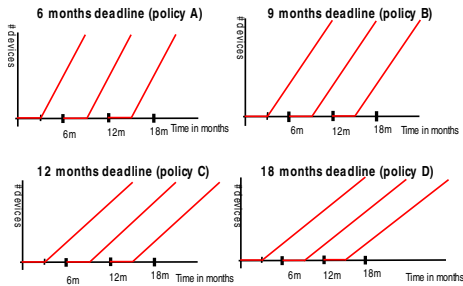 6 months deadline (policy A)
# devices
6m
12m
18m
Time in months
9 months deadline (policy B)
# devices
6m
12m
18m
Time in months
12 months deadline (policy C)
# devices
6m
12m
18m
Time in months
18 months deadline (policy D)
# devices
6m
12m
18m
Time in months